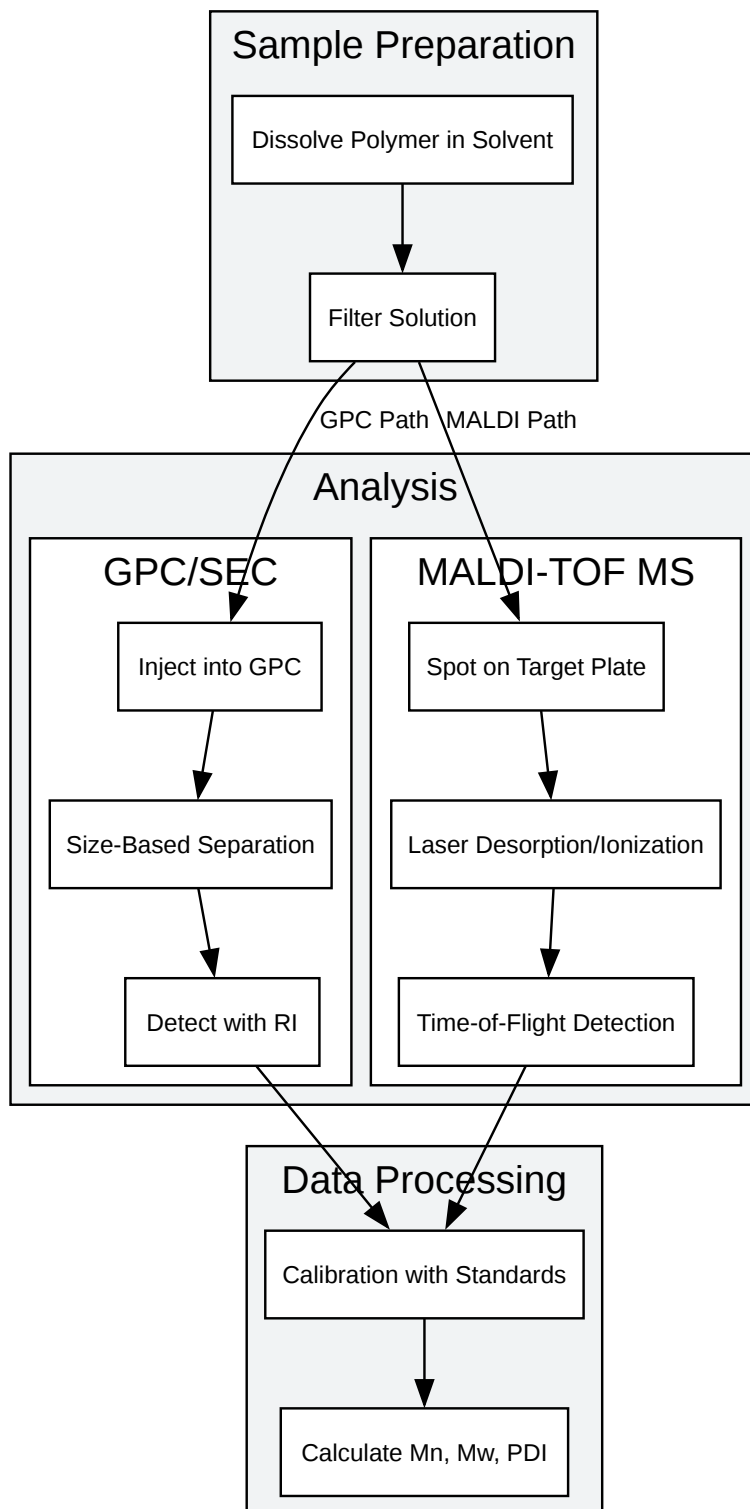 Sample Preparation
Dissolve Polymer in Solvent
Filter Solution
GPC Path
MALDI Path
Analysis
GPC/SEC
Inject into GPC
Size-Based Separation
Detect with RI
MALDI-TOF MS
Spot on Target Plate
Laser Desorption/Ionization
Time-of-Flight Detection
Data Processing
Calibration with Standards
Calculate Mn, Mw, PDI